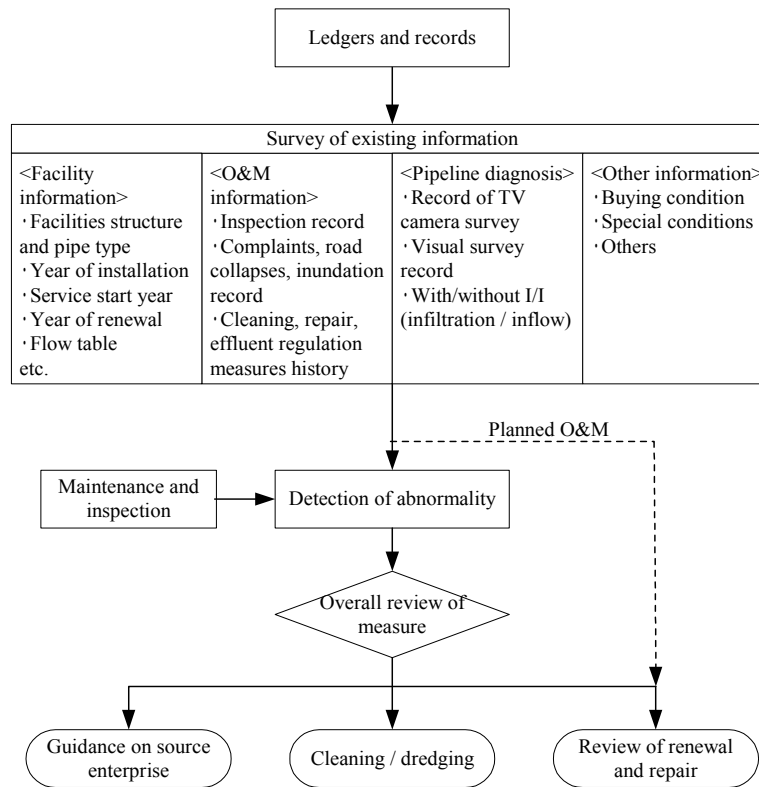 Ledgers and records
Survey of existing information
<Facility
information>
·Facilities structure
and pipe type
·Year of installation
·Service start year
·Year of renewal
·Flow table
etc.
<O&M
information>
·Inspection record
·Complaints, road
collapses, inundation
record
·Cleaning, repair,
effluent regulation
measures history
<Pipeline diagnosis>
·Record of TV
camera survey
·Visual survey
record
·With/without I/I
(infiltration / inflow)
<Other information>
·Buying condition
·Special conditions
·Others
Planned O&M
Maintenance and
inspection
Detection of abnormality
Overall review of
measure
Guidance on source
enterprise
Cleaning / dredging
Review of renewal
and repair